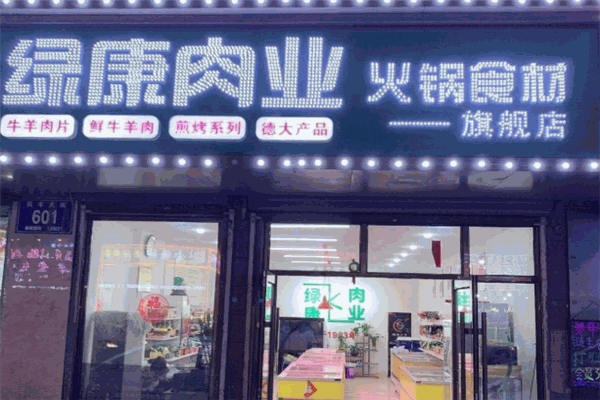 绿康肉业
火锅食材
旗舰店
牛羊肉片
鲜牛羊肉
煎烤系列
德大产品
601
绿 肉
康 业